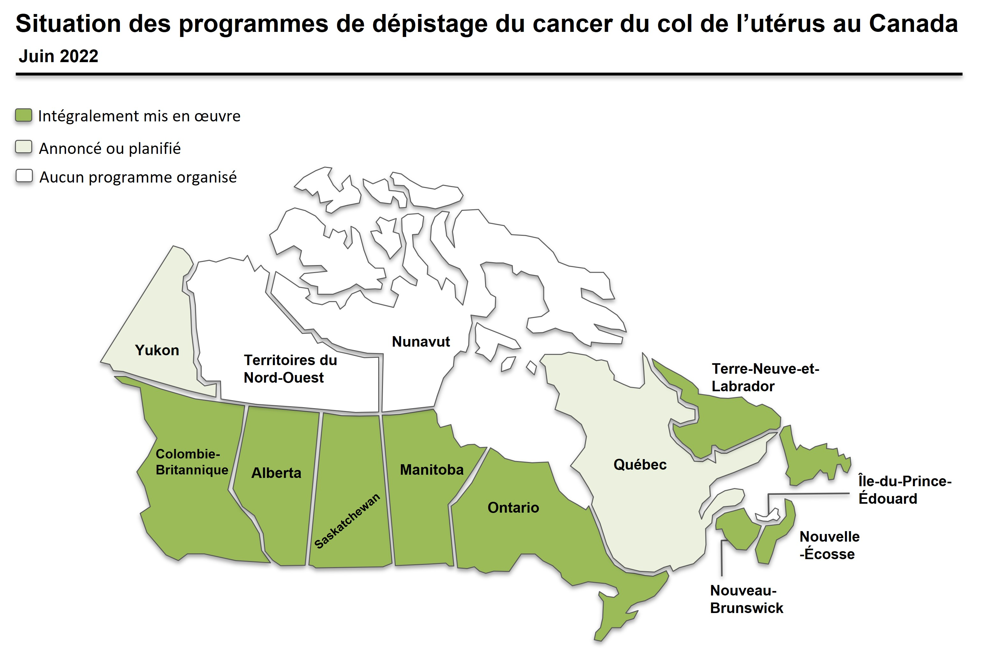 Situation des programmes de dépistage du cancer du col de l’utérus au Canada
Juin 2022
Intégralement mis en œuvre
Annoncé ou planifié
Aucun programme organisé
Yukon
Territoires du
Nord-Ouest
Nunavut
Terre-Neuve-et-
Labrador
Colombie-
Britannique
Alberta
Saskatchewan
Manitoba
Ontario
Québec
Île-du-Prince-
Édouard
Nouvelle
-Écosse
Nouveau-
Brunswick